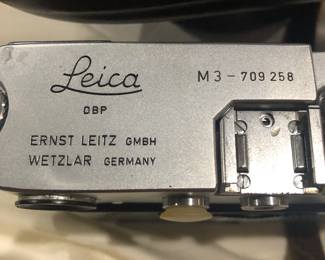 Leica
DBP
ERNST LEITZ GMBH
WETZLAR GERMANY
M3-709 258